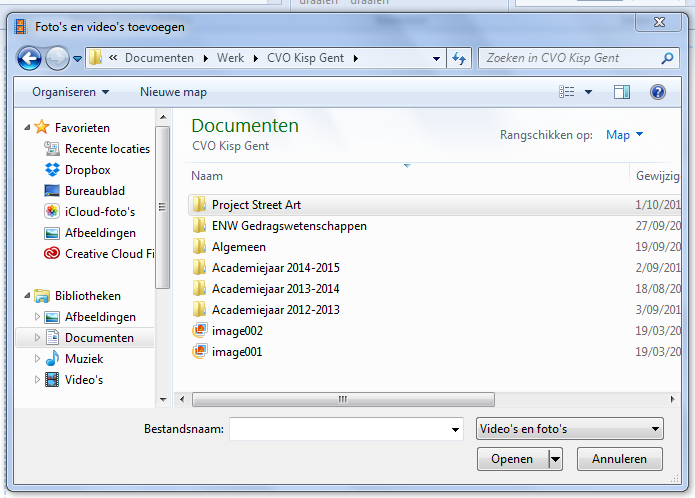 draaien draaien
Foto's en video's toevoegen
« Documenten Werk CVO Kisp Gent Zoeken in CVO Kisp Gent
Organiseren Nieuwe map
Favorieten
Recente locaties
Dropbox
Bureaublad
iCloud-foto's
Afbeeldingen
Creative Cloud Fi
Bibliotheken
Afbeeldingen
Documenten
Muziek
Video's
Documenten
CVO Kisp Gent
Rangschikken op: Map
Naam Gewijzig
Project Street Art 1/10/201
ENW Gedragswetenschappen 27/09/20
Algemeen 19/09/20
Academiejaar 2014-2015 2/09/201
Academiejaar 2013-2014 18/08/20
Academiejaar 2012-2013 3/09/201
image002 19/03/20
image001 19/03/20
Bestandsnaam: Video's en foto's
Openen Annuleren